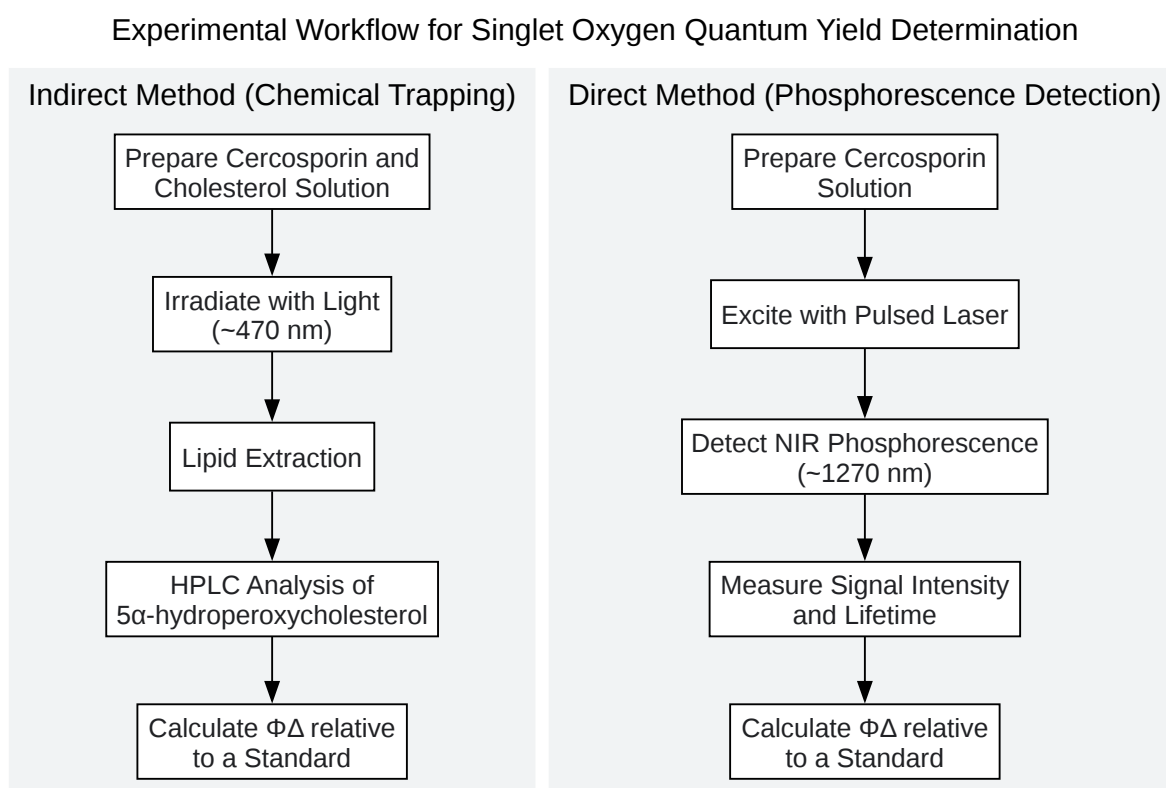 Experimental Workflow for Singlet Oxygen Quantum Yield Determination
Indirect Method (Chemical Trapping)
Prepare Cercosporin and
Cholesterol Solution
Irradiate with Light
(~470 nm)
Lipid Extraction
HPLC Analysis of
5α-hydroperoxycholesterol
Calculate ΦΔ relative
to a Standard
Direct Method (Phosphorescence Detection)
Prepare Cercosporin
Solution
Excite with Pulsed Laser
Detect NIR Phosphorescence
(~1270 nm)
Measure Signal Intensity
and Lifetime
Calculate ΦΔ relative
to a Standard